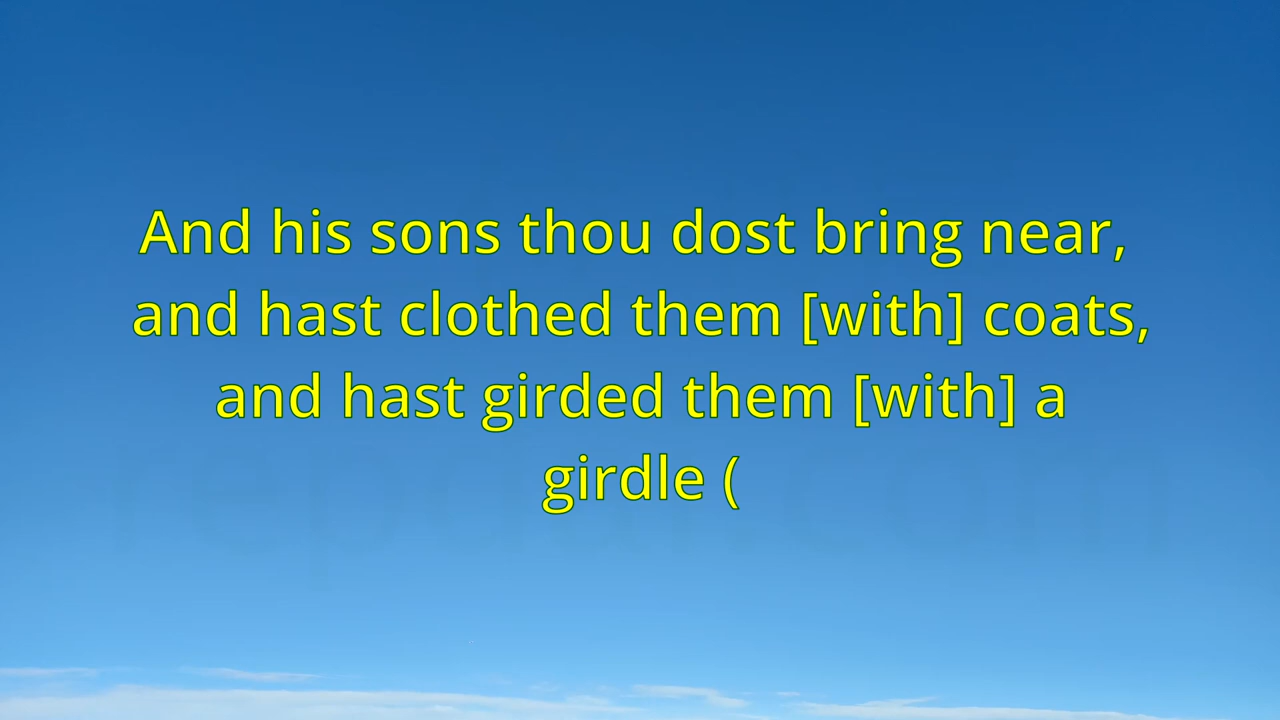 And his sons thou dost bring near,
and hast clothed them [with] coats,
and hast girded them [with] a
girdle (